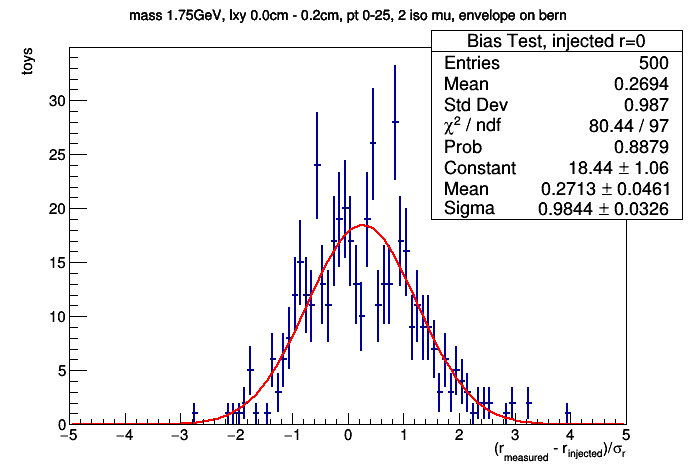 mass 1.75GeV, lxy 0.0cm - 0.2cm, pt 0-25, 2 iso mu, envelope on bern
Bias Test, injected r=0
Entries 500
Mean 0.2694
Std Dev 0.987
χ² / ndf 80.44 / 97
Prob 0.8879
Constant 18.44 ± 1.06
Mean 0.2713 ± 0.0461
Sigma 0.9844 ± 0.0326
toys
30
25
20
15
10
5
0
−5 −4 −3 −2 −1 0 1 2 3 4 5
(r_measured - r_injected)/σ_r